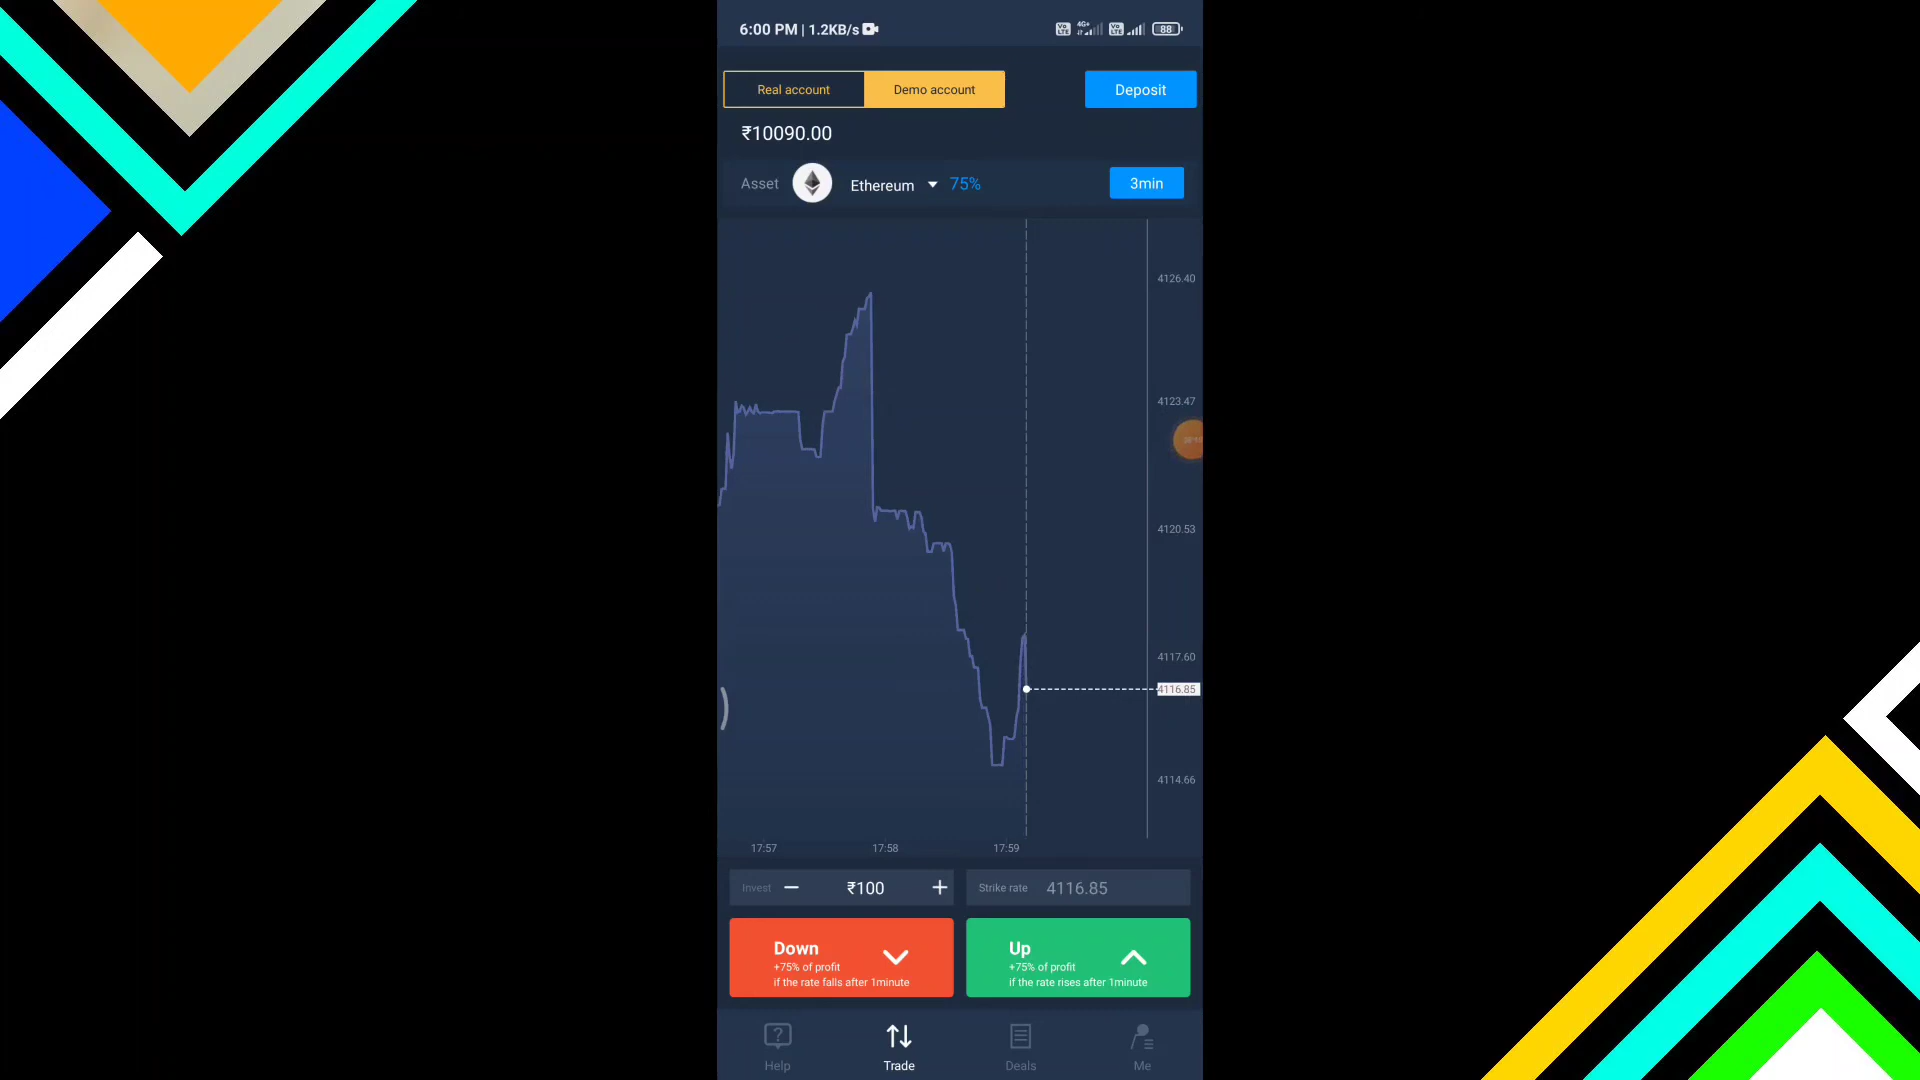 6:00 PM | 1.2KB/s
4G+
88
Real account
Demo account
Deposit
₹10090.00
Asset
Ethereum
75%
3min
4126.40
4123.47
4120.53
4117.60
4116.85
4114.66
17:57
17:58
17:59
Invest
₹100
Strike rate
4116.85
Down
+75% of profit
if the rate falls after 1minute
Up
+75% of profit
if the rate rises after 1minute
Help
Trade
Deals
Me